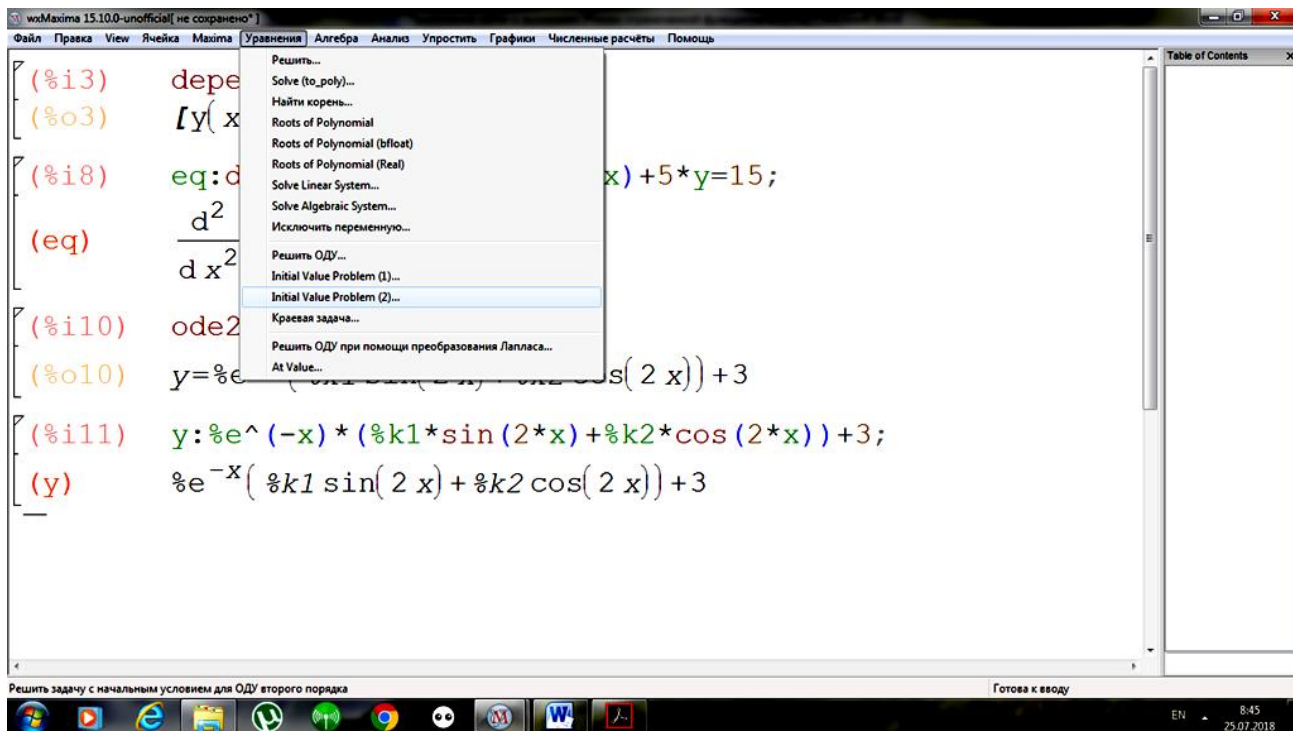 wxMaxima 15.10.0-unofficial[ не сохранено* ]
Файл Правка View Ячейка Maxima Уравнения Алгебра Анализ Упростить Графики Численные расчёты Помощь
Решить...
Solve (to_poly)...
Найти корень...
Roots of Polynomial
Roots of Polynomial (bfloat)
Roots of Polynomial (Real)
Solve Linear System...
Solve Algebraic System...
Исключить переменную...
Решить ОДУ...
Initial Value Problem (1)...
Initial Value Problem (2)...
Краевая задача...
Решить ОДУ при помощи преобразования Лапласа...
At Value...
Table of Contents
(%i3) depe
(%o3) [y( x
(%i8) eq:d x)+5*y=15;
(eq) d² / d x²
(%i10) ode2
(%o10) y=%e s( 2 x))+3
(%i11) y:%e^(-x)*(%k1*sin(2*x)+%k2*cos(2*x))+3;
(y) %e⁻ˣ( %k1 sin( 2 x)+%k2 cos( 2 x))+3
Решить задачу с начальным условием для ОДУ второго порядка
Готова к вводу
EN 8:45
25.07.2018